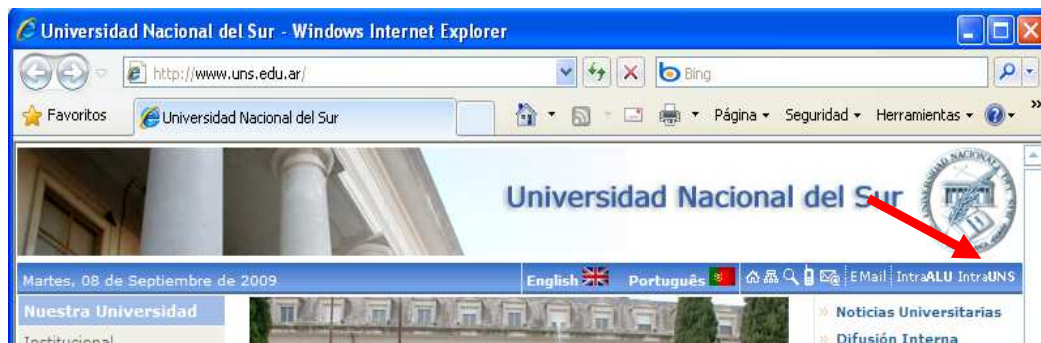 Universidad Nacional del Sur - Windows Internet Explorer
http://www.uns.edu.ar/
Bing
Favoritos
Universidad Nacional del Sur
Página
Seguridad
Herramientas
»
Universidad Nacional del Sur
Martes, 08 de Septiembre de 2009
English
Português
EMail
IntraALU
IntraUNS
Nuestra Universidad
Institucional
» Noticias Universitarias
» Difusión Interna